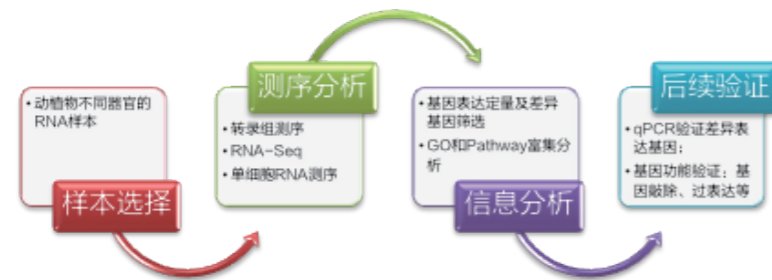 • 动植物不同器官的
RNA样本
样本选择
测序分析
• 转录组测序
• RNA-Seq
• 单细胞RNA测序
• 基因表达定量及差异
基因筛选
• GO和Pathway富集分
析
信息分析
后续验证
• qPCR验证差异表
达基因；
• 基因功能验证：基
因敲除、过表达等